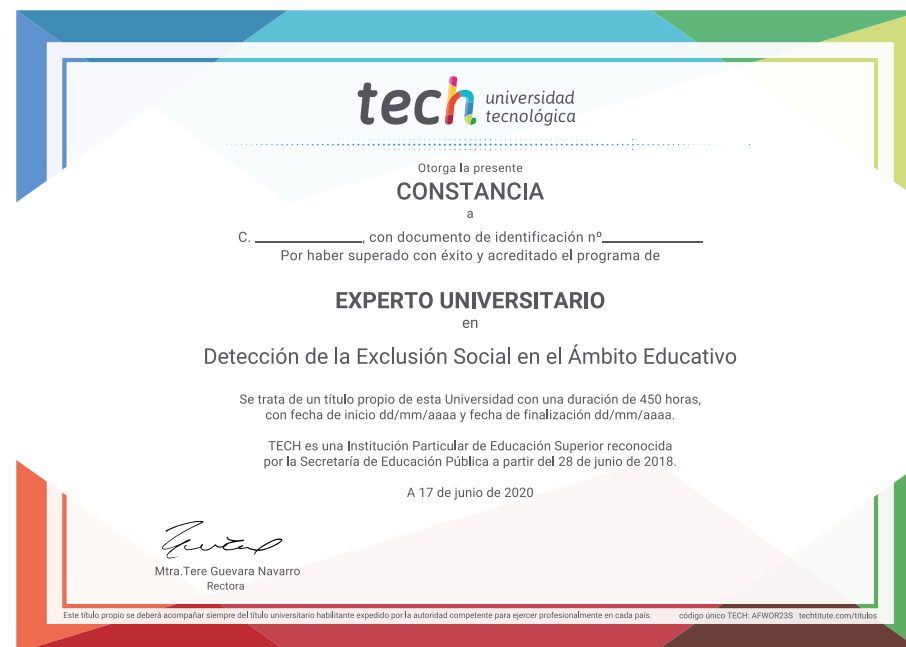 tech universidad
tecnológica
Otorga la presente
CONSTANCIA
a
C. ____________, con documento de identificación nº____________
Por haber superado con éxito y acreditado el programa de
EXPERTO UNIVERSITARIO
en
Detección de la Exclusión Social en el Ámbito Educativo
Se trata de un título propio de esta Universidad con una duración de 450 horas,
con fecha de inicio dd/mm/aaaa y fecha de finalización dd/mm/aaaa.
TECH es una Institución Particular de Educación Superior reconocida
por la Secretaría de Educación Pública a partir del 28 de junio de 2018.
A 17 de junio de 2020
Mtra.Tere Guevara Navarro
Rectora
Este título propio se deberá acompañar siempre del título universitario habilitante expedido por la autoridad competente para ejercer profesionalmente en cada país. código único TECH: AFWOR23S techtitute.com/titulos